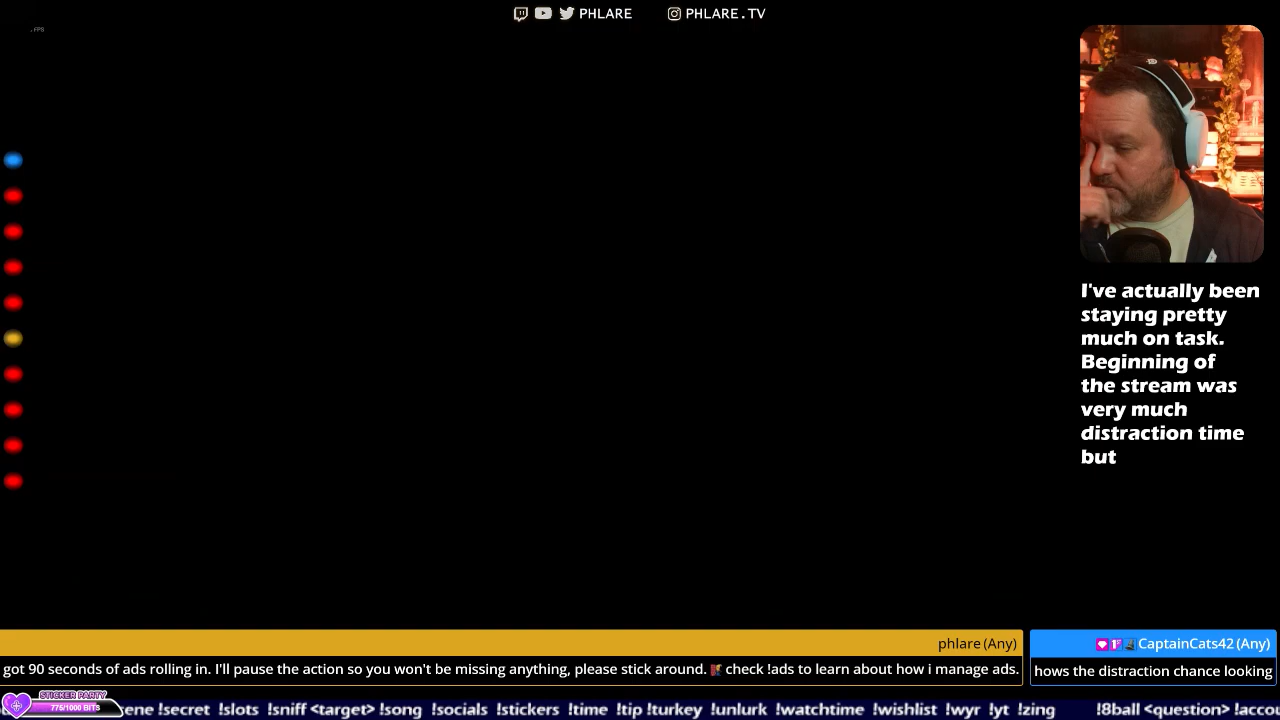 PHLARE PHLARE.TV
.FPS
I've actually been
staying pretty
much on task.
Beginning of
the stream was
very much
distraction time
but
phlare (Any)
got 90 seconds of ads rolling in. I'll pause the action so you won't be missing anything, please stick around. check !ads to learn about how i manage ads.
CaptainCats42 (Any)
hows the distraction chance looking
STICKER PARTY
775/1000 BITS
ene !secret !slots !sniff <target> !song !socials !stickers !time !tip !turkey !unlurk !watchtime !wishlist !wyr !yt !zing !8ball <question> !accou